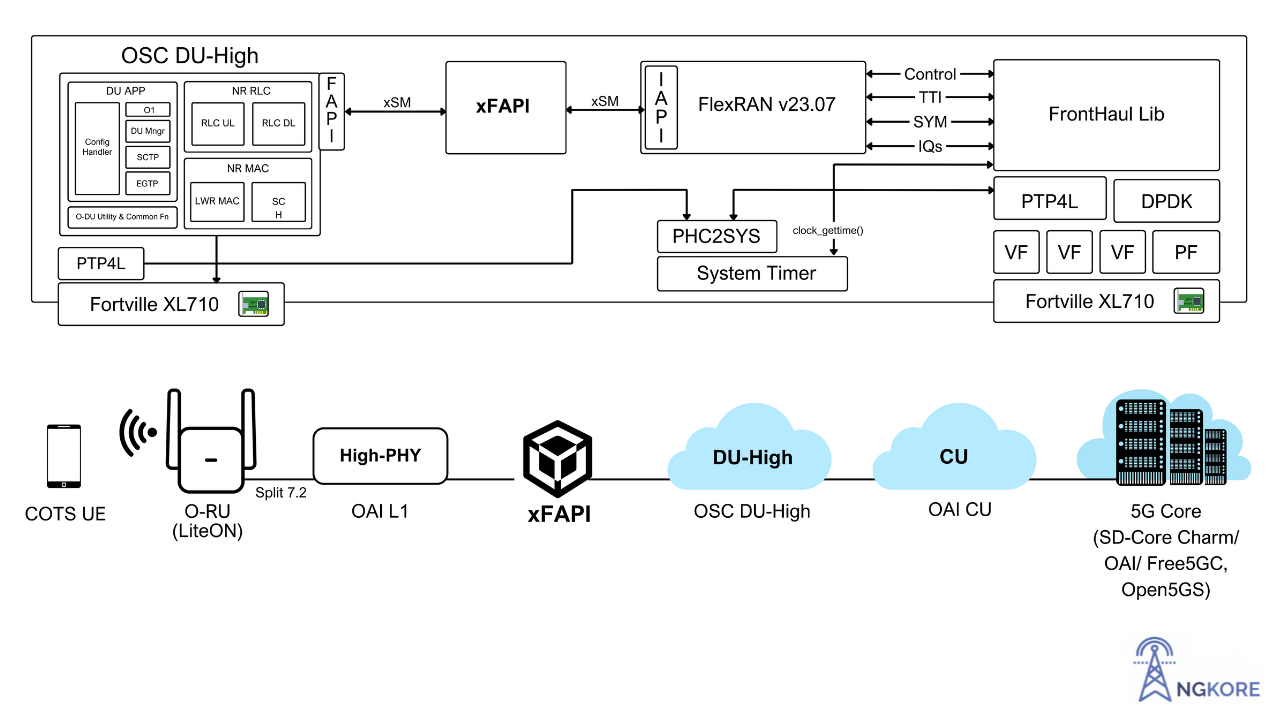 OSC DU-High
DU APP
Config
Handler
O1
DU Mngr
SCTP
EGTP
O-DU Utility & Common Fn
NR RLC
RLC UL
RLC DL
NR MAC
LWR MAC
SC
H
F
A
P
I
xSM
xFAPI
xSM
I
A
P
I
FlexRAN v23.07
Control
TTI
SYM
IQs
FrontHaul Lib
PTP4L
DPDK
VF
VF
VF
PF
Fortville XL710
PHC2SYS
clock_gettime()
System Timer
PTP4L
Fortville XL710
COTS UE
O-RU
(LiteON)
Split 7.2
High-PHY
OAI L1
xFAPI
DU-High
OSC DU-High
CU
OAI CU
5G Core
(SD-Core Charm/
OAI/ Free5GC,
Open5GS)
NGKORE